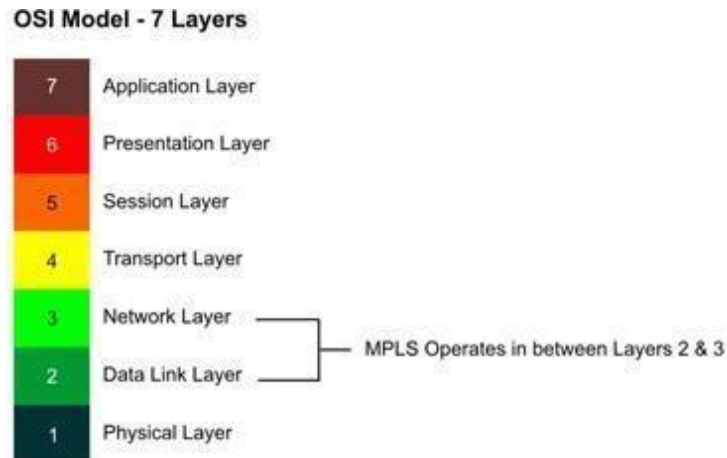 OSI Model - 7 Layers
7 Application Layer
6 Presentation Layer
5 Session Layer
4 Transport Layer
3 Network Layer
MPLS Operates in between Layers 2 & 3
2 Data Link Layer
1 Physical Layer